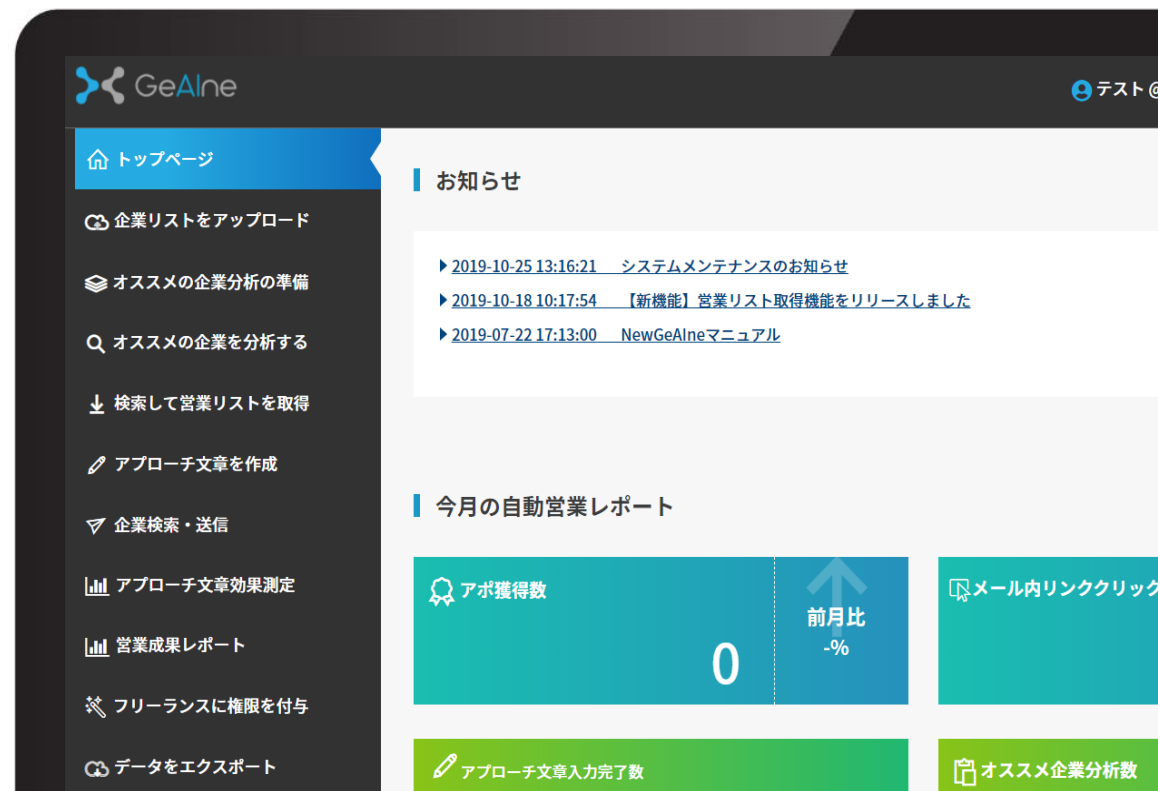 GeAIne
テスト @
トップページ
企業リストをアップロード
オススメの企業分析の準備
オススメの企業を分析する
検索して営業リストを取得
アプローチ文章を作成
企業検索・送信
アプローチ文章効果測定
営業成果レポート
フリーランスに権限を付与
データをエクスポート
お知らせ
2019-10-25 13:16:21 システムメンテナンスのお知らせ
2019-10-18 10:17:54 【新機能】営業リスト取得機能をリリースしました
2019-07-22 17:13:00 NewGeAIneマニュアル
今月の自動営業レポート
アポ獲得数
0
前月比
-%
メール内リンククリック
アプローチ文章入力完了数
オススメ企業分析数